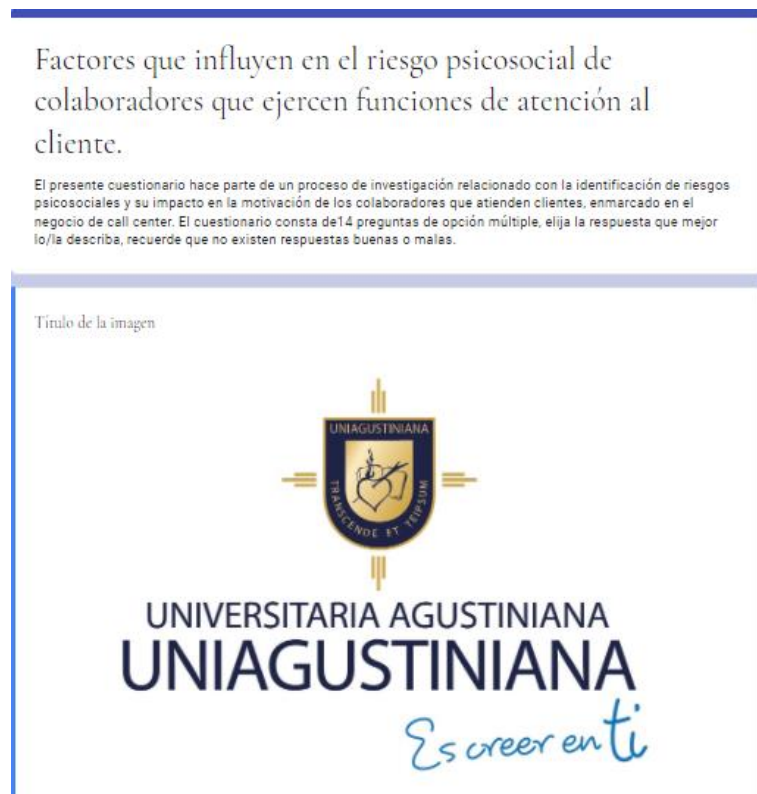 Factores que influyen en el riesgo psicosocial de
colaboradores que ejercen funciones de atención al
cliente.
El presente cuestionario hace parte de un proceso de investigación relacionado con la identificación de riesgos
psicosociales y su impacto en la motivación de los colaboradores que atienden clientes, enmarcado en el
negocio de call center. El cuestionario consta de14 preguntas de opción múltiple, elija la respuesta que mejor
lo/la describa, recuerde que no existen respuestas buenas o malas.
Título de la imagen
UNIAGUSTINIANA
TRANSCENDE ET TEIPSUM
UNIVERSITARIA AGUSTINIANA
UNIAGUSTINIANA
Es creer en ti